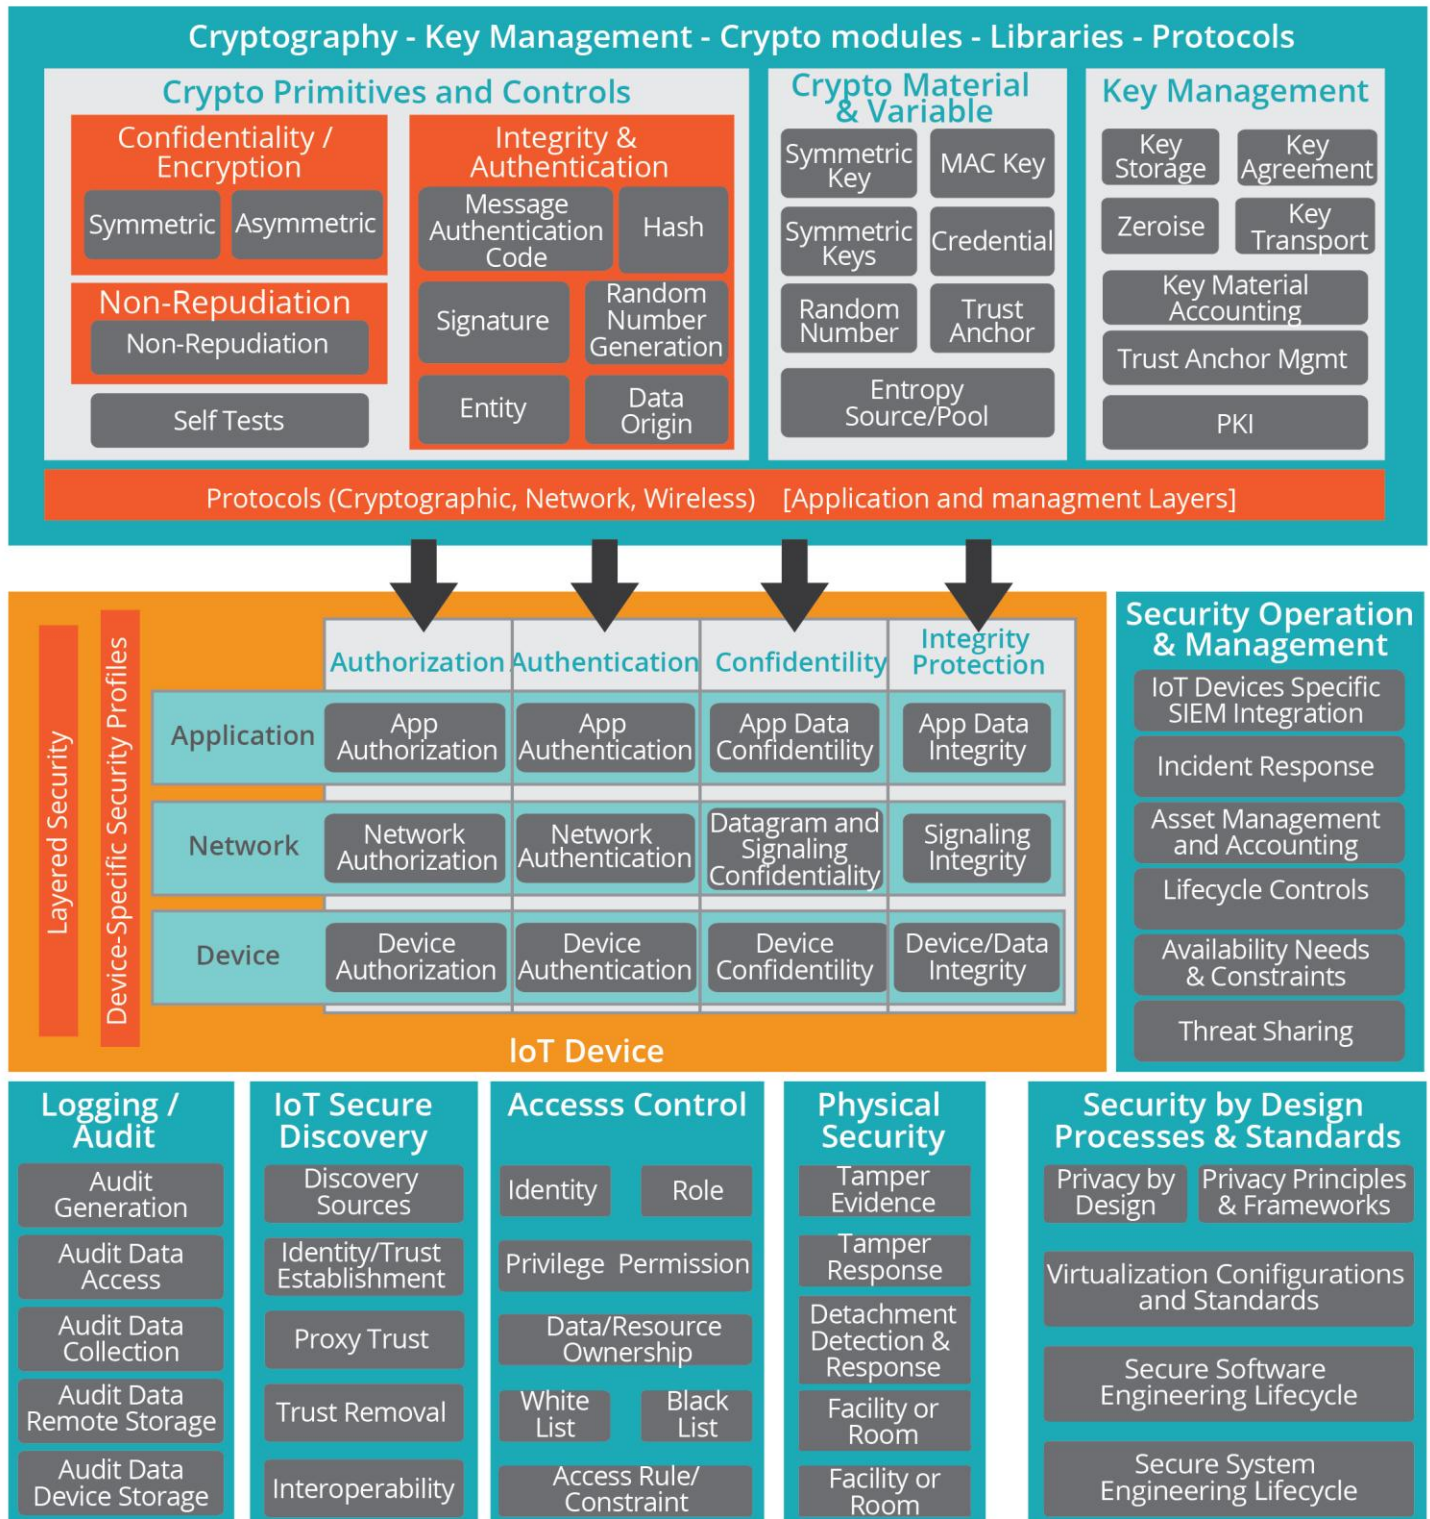 Cryptography - Key Management - Crypto modules - Libraries - Protocols
Crypto Primitives and Controls
Confidentiality /
Encryption
Symmetric
Asymmetric
Non-Repudiation
Non-Repudiation
Self Tests
Integrity &
Authentication
Message
Authentication
Code
Hash
Signature
Random
Number
Generation
Entity
Data
Origin
Crypto Material
& Variable
Symmetric
Key
MAC Key
Symmetric
Keys
Credential
Random
Number
Trust
Anchor
Entropy
Source/Pool
Key Management
Key
Storage
Key
Agreement
Zeroise
Key
Transport
Key Material
Accounting
Trust Anchor Mgmt
PKI
Protocols (Cryptographic, Network, Wireless) [Application and managment Layers]
Layered Security
Device-Specific Security Profiles
Authorization
Authentication
Confidentility
Integrity
Protection
Application
App
Authorization
App
Authentication
App Data
Confidentility
App Data
Integrity
Network
Network
Authorization
Network
Authentication
Datagram and
Signaling
Confidentiality
Signaling
Integrity
Device
Device
Authorization
Device
Authentication
Device
Confidentility
Device/Data
Integrity
IoT Device
Security Operation
& Management
IoT Devices Specific
SIEM Integration
Incident Response
Asset Management
and Accounting
Lifecycle Controls
Availability Needs
& Constraints
Threat Sharing
Logging /
Audit
Audit
Generation
Audit Data
Access
Audit Data
Collection
Audit Data
Remote Storage
Audit Data
Device Storage
IoT Secure
Discovery
Discovery
Sources
Identity/Trust
Establishment
Proxy Trust
Trust Removal
Interoperability
Accesss Control
Identity
Role
Privilege Permission
Data/Resource
Ownership
White
List
Black
List
Access Rule/
Constraint
Physical
Security
Tamper
Evidence
Tamper
Response
Detachment
Detection &
Response
Facility or
Room
Facility or
Room
Security by Design
Processes & Standards
Privacy by
Design
Privacy Principles
& Frameworks
Virtualization Conifigurations
and Standards
Secure Software
Engineering Lifecycle
Secure System
Engineering Lifecycle